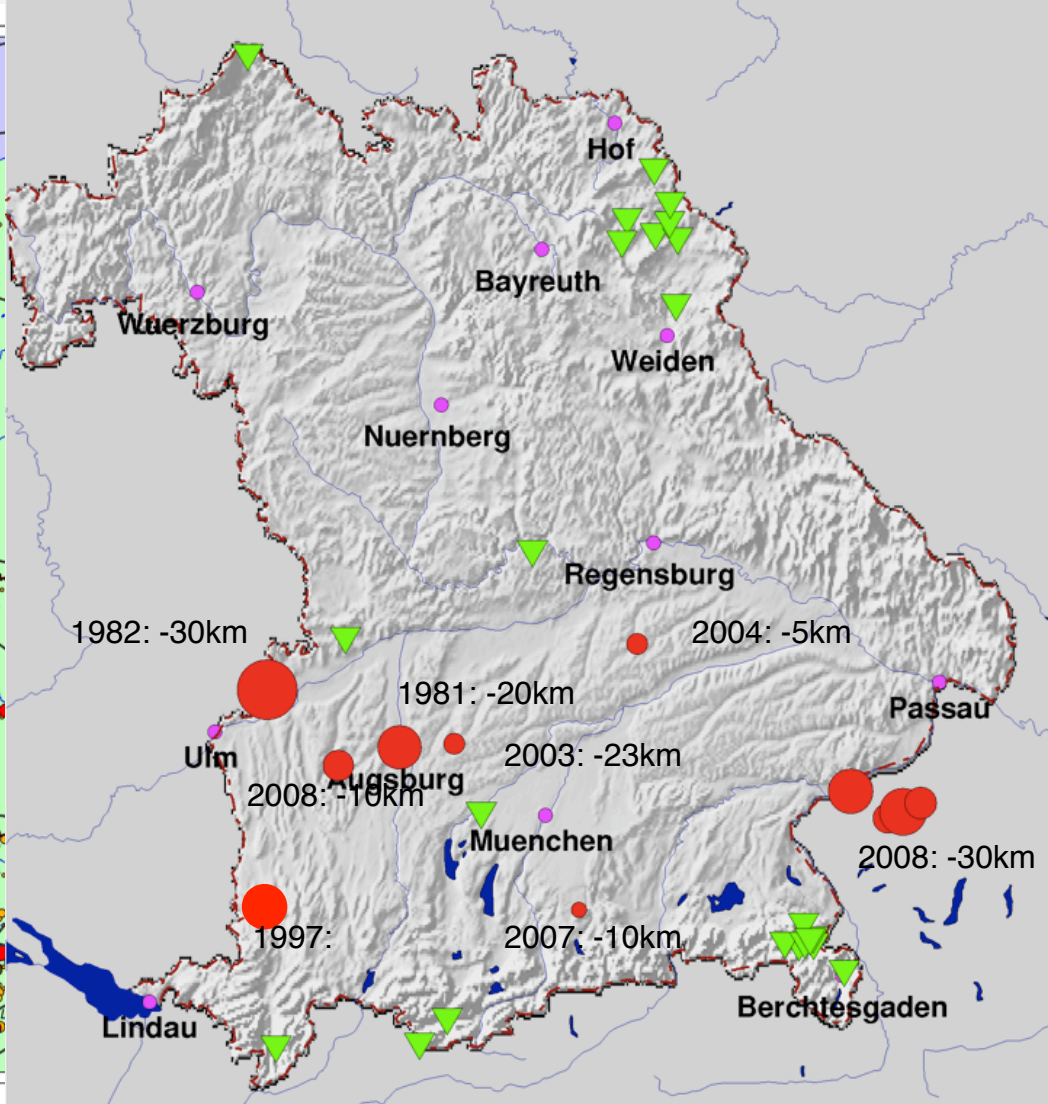 Hof
Bayreuth
Wuerzburg
Weiden
Nuernberg
Regensburg
1982: -30km
2004: -5km
1981: -20km
Passau
Ulm
2003: -23km
Augsburg
2008: -10km
Muenchen
2008: -30km
1997:
2007: -10km
Berchtesgaden
Lindau